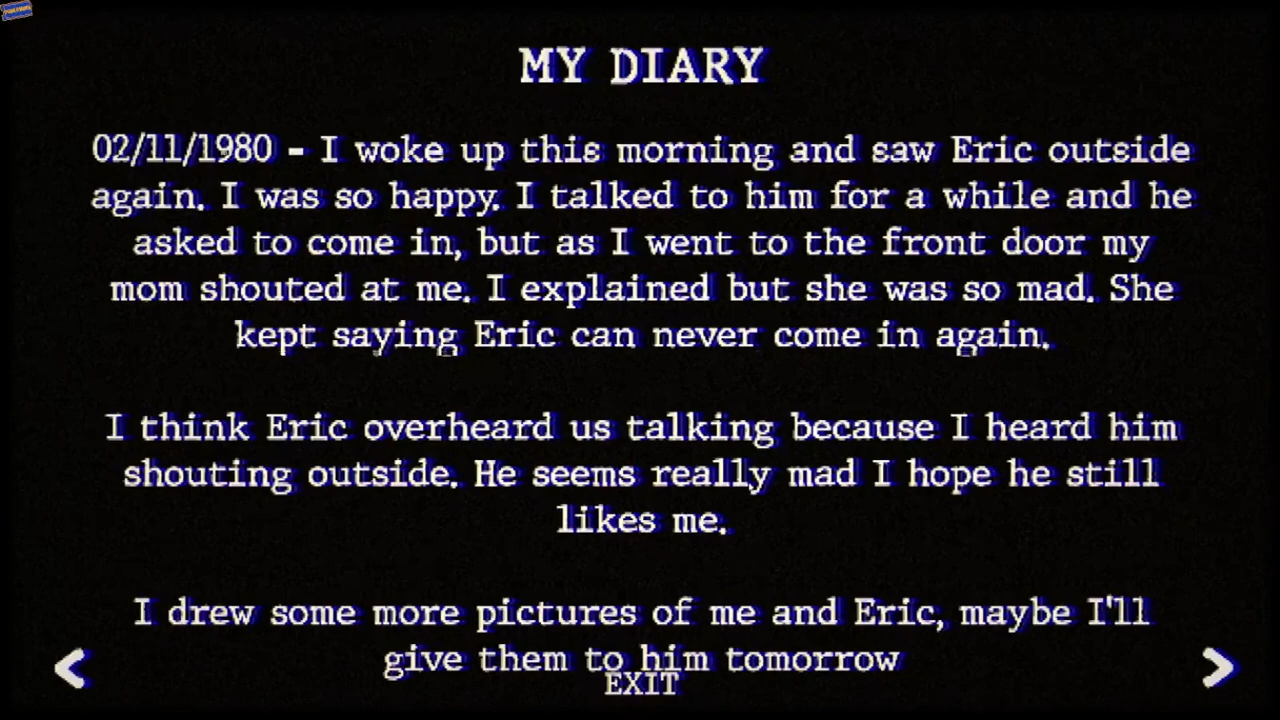 MY DIARY
02/11/1980 - I woke up this morning and saw Eric outside
again. I was so happy. I talked to him for a while and he
asked to come in, but as I went to the front door my
mom shouted at me. I explained but she was so mad. She
kept saying Eric can never come in again.
I think Eric overheard us talking because I heard him
shouting outside. He seems really mad I hope he still
likes me.
I drew some more pictures of me and Eric, maybe I'll
give them to him tomorrow
<
EXIT
>